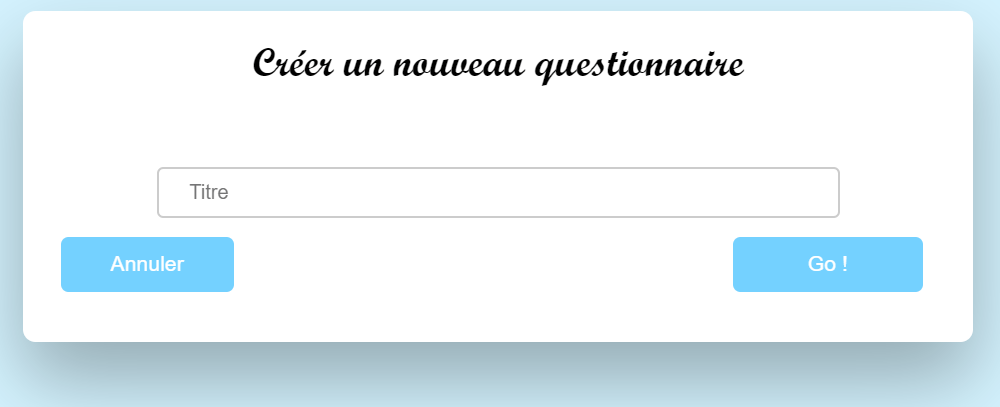 Créer un nouveau questionnaire
Titre
Annuler
Go !